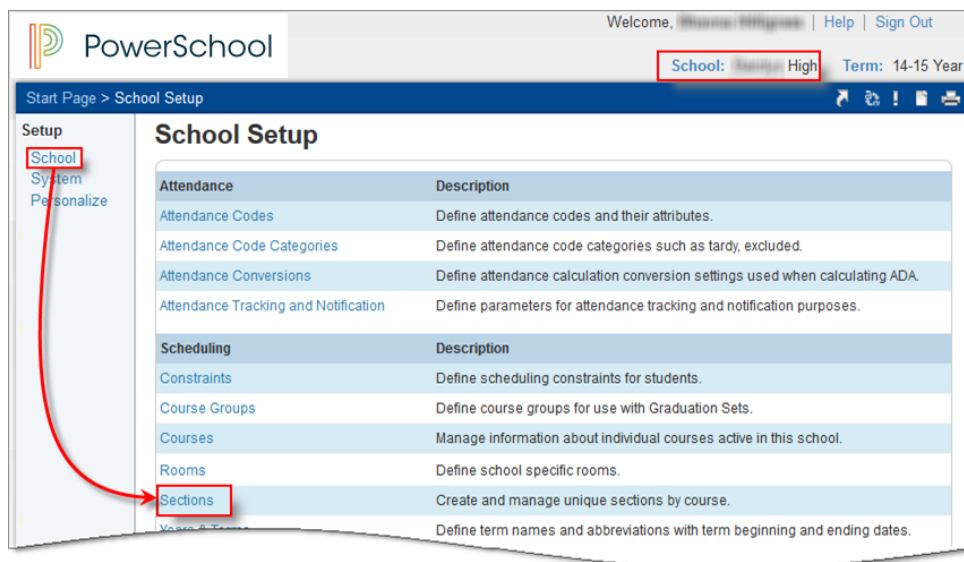 Welcome, | Help | Sign Out
PowerSchool
School: High Term: 14-15 Year
Start Page > School Setup
Setup
School
System
Personalize
School Setup
Attendance Description
Attendance Codes Define attendance codes and their attributes.
Attendance Code Categories Define attendance code categories such as tardy, excluded.
Attendance Conversions Define attendance calculation conversion settings used when calculating ADA.
Attendance Tracking and Notification Define parameters for attendance tracking and notification purposes.
Scheduling Description
Constraints Define scheduling constraints for students.
Course Groups Define course groups for use with Graduation Sets.
Courses Manage information about individual courses active in this school.
Rooms Define school specific rooms.
Sections Create and manage unique sections by course.
Years & Terms Define term names and abbreviations with term beginning and ending dates.